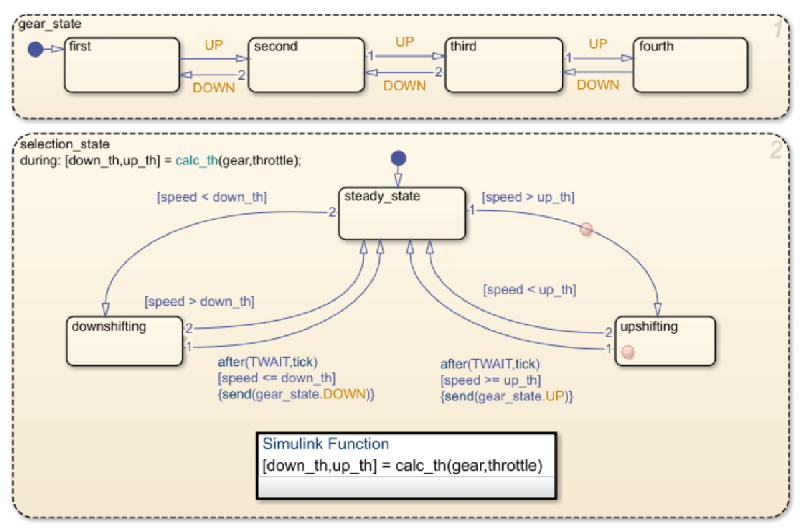 gear_state
1
first
UP
second
UP
third
UP
fourth
1
1
2
2
DOWN
DOWN
DOWN
selection_state
2
during: [down_th,up_th] = calc_th(gear,throttle);
steady_state
[speed < down_th]
[speed > up_th]
2
1
[speed > down_th]
[speed < up_th]
downshifting
upshifting
2
2
1
1
after(TWAIT,tick)
[speed <= down_th]
{send(gear_state.DOWN)}
after(TWAIT,tick)
[speed >= up_th]
{send(gear_state.UP)}
Simulink Function
[down_th,up_th] = calc_th(gear,throttle)